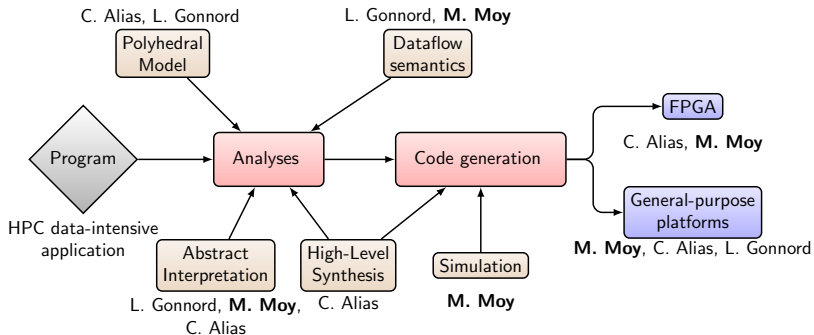 C. Alias, L. Gonnord
L. Gonnord, M. Moy
Polyhedral
Model
Dataflow
semantics
FPGA
C. Alias, M. Moy
Program
Analyses
Code generation
HPC data-intensive
application
General-purpose
platforms
M. Moy, C. Alias, L. Gonnord
Abstract
Interpretation
L. Gonnord, M. Moy,
C. Alias
High-Level
Synthesis
C. Alias
Simulation
M. Moy